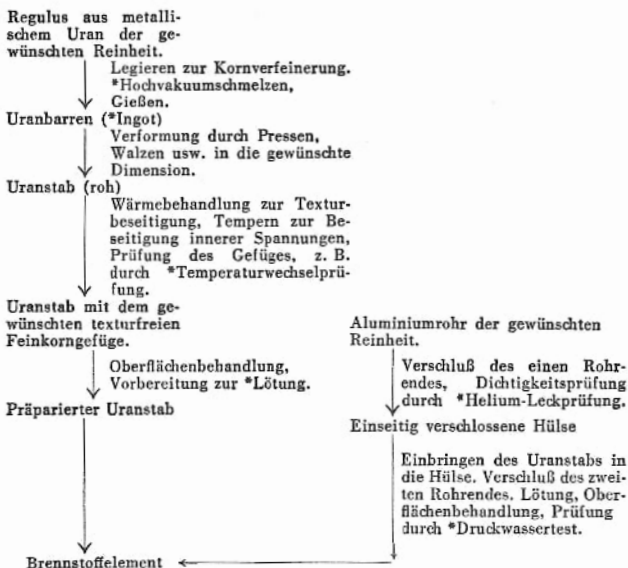 Regulus aus metalli-
schem Uran der ge-
wünschten Reinheit.
Legieren zur Kornverfeinerung.
*Hochvakuumschmelzen,
Gießen.
Uranbarren (*Ingot)
Verformung durch Pressen,
Walzen usw. in die gewünschte
Dimension.
Uranstab (roh)
Wärmebehandlung zur Textur-
beseitigung, Tempern zur Be-
seitigung innerer Spannungen,
Prüfung des Gefüges, z. B.
durch *Temperaturwechselprü-
fung.
Uranstab mit dem ge-
wünschten texturfreien
Feinkorngefüge.
Oberflächenbehandlung,
Vorbereitung zur *Lötung.
Präparierter Uranstab
Aluminiumrohr der gewünschten
Reinheit.
Verschluß des einen Rohr-
endes, Dichtigkeitsprüfung
durch *Helium-Leckprüfung.
Einseitig verschlossene Hülse
Einbringen des Uranstabs in
die Hülse. Verschluß des zwei-
ten Rohrendes. Lötung, Ober-
flächenbehandlung, Prüfung
durch *Druckwassertest.
Brennstoffelement